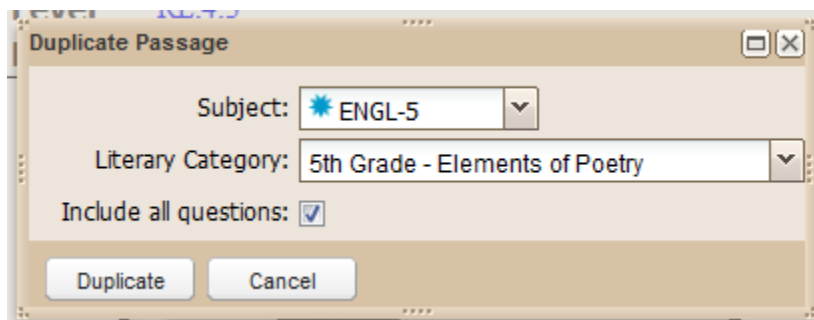 Duplicate Passage
Subject: ENGL-5
Literary Category: 5th Grade - Elements of Poetry
Include all questions:
Duplicate Cancel